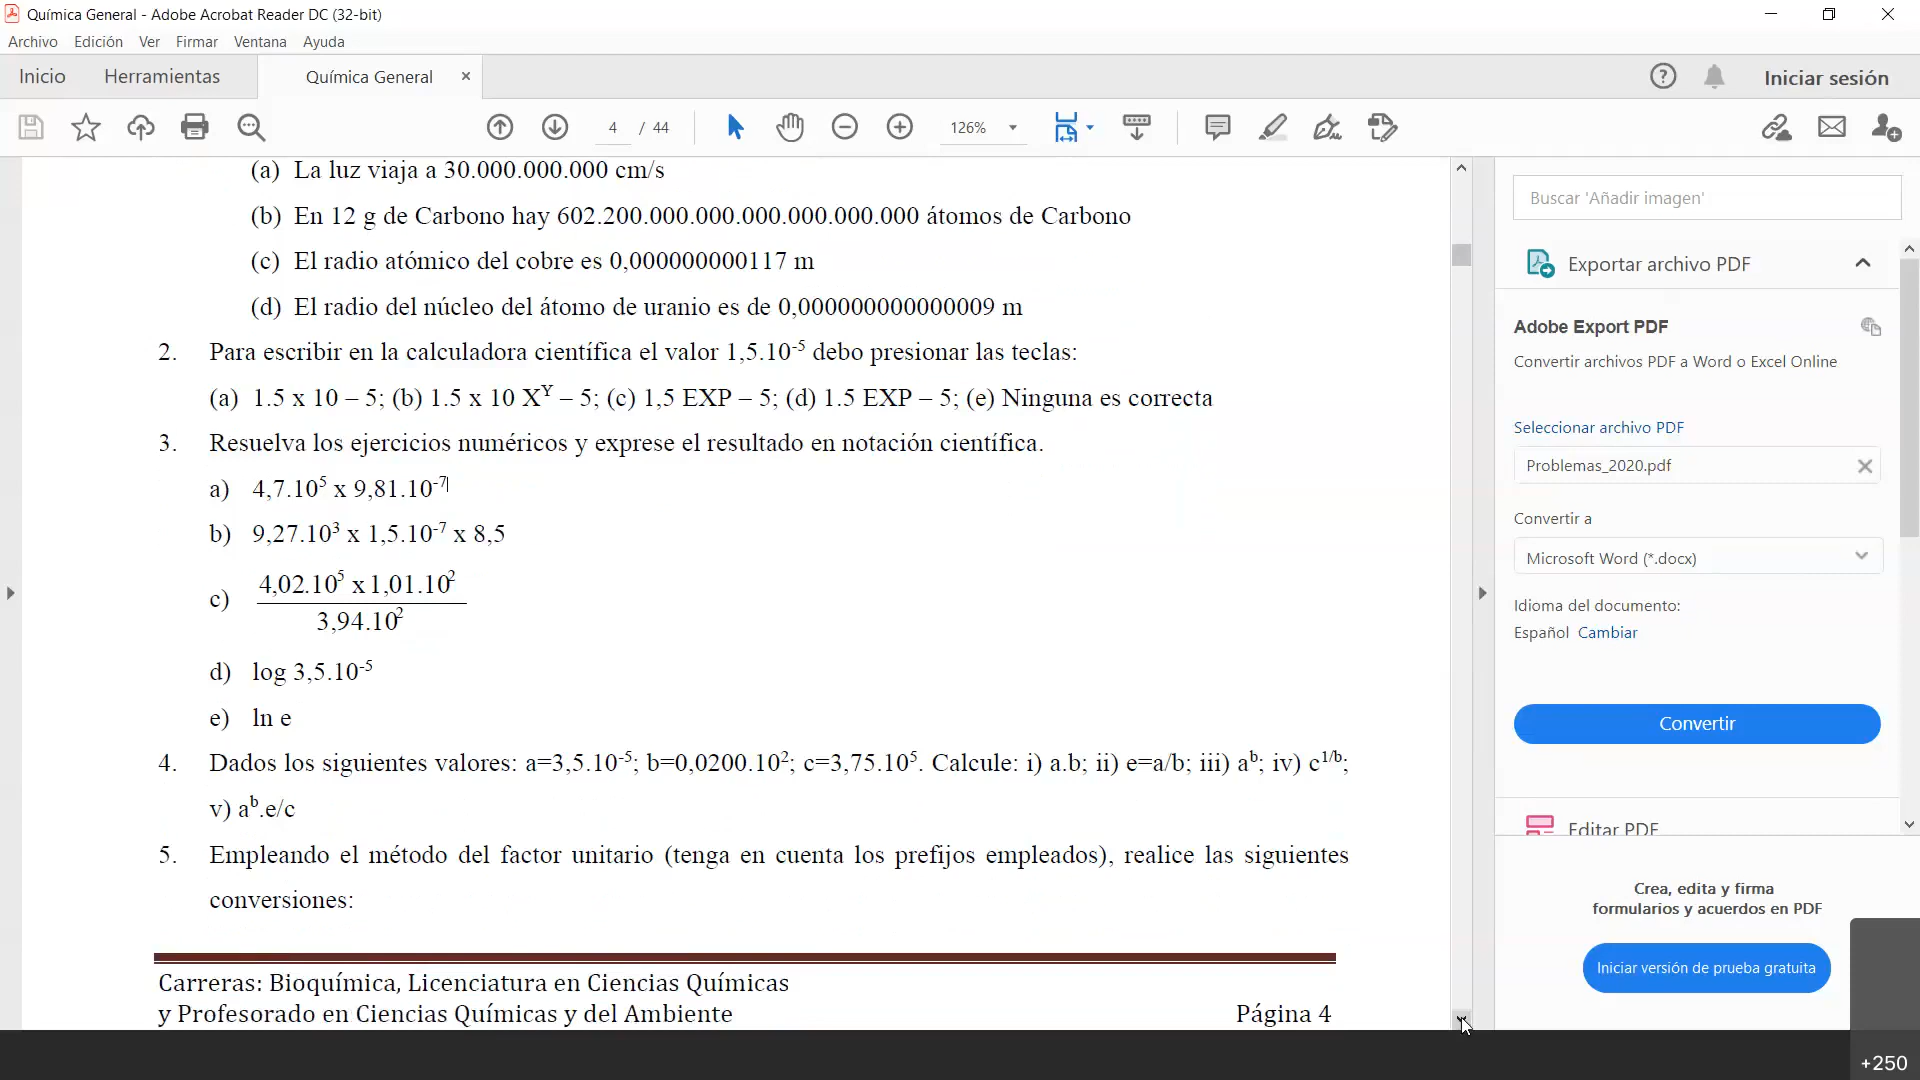 Química General - Adobe Acrobat Reader DC (32-bit)
Archivo Edición Ver Firmar Ventana Ayuda
Inicio Herramientas Química General × Iniciar sesión
4 / 44 126%
(a) La luz viaja a 30.000.000.000 cm/s
(b) En 12 g de Carbono hay 602.200.000.000.000.000.000.000 átomos de Carbono
(c) El radio atómico del cobre es 0,000000000117 m
(d) El radio del núcleo del átomo de uranio es de 0,000000000000009 m
2. Para escribir en la calculadora científica el valor 1,5.10⁻⁵ debo presionar las teclas:
(a) 1.5 x 10 – 5; (b) 1.5 x 10 Xʸ – 5; (c) 1,5 EXP – 5; (d) 1.5 EXP – 5; (e) Ninguna es correcta
3. Resuelva los ejercicios numéricos y exprese el resultado en notación científica.
a) 4,7.10⁵ x 9,81.10⁻⁷
b) 9,27.10³ x 1,5.10⁻⁷ x 8,5
c) 4,02.10⁵ x 1,01.10²
3,94.10²
d) log 3,5.10⁻⁵
e) ln e
4. Dados los siguientes valores: a=3,5.10⁻⁵; b=0,0200.10²; c=3,75.10⁵. Calcule: i) a.b; ii) e=a/b; iii) aᵇ; iv) c¹ᐟᵇ;
v) aᵇ.e/c
5. Empleando el método del factor unitario (tenga en cuenta los prefijos empleados), realice las siguientes
conversiones:
Carreras: Bioquímica, Licenciatura en Ciencias Químicas
y Profesorado en Ciencias Químicas y del Ambiente Página 4
Buscar 'Añadir imagen'
Exportar archivo PDF
Adobe Export PDF
Convertir archivos PDF a Word o Excel Online
Seleccionar archivo PDF
Problemas_2020.pdf
Convertir a
Microsoft Word (*.docx)
Idioma del documento:
Español Cambiar
Convertir
Editar PDF
Crea, edita y firma
formularios y acuerdos en PDF
Iniciar versión de prueba gratuita
+250